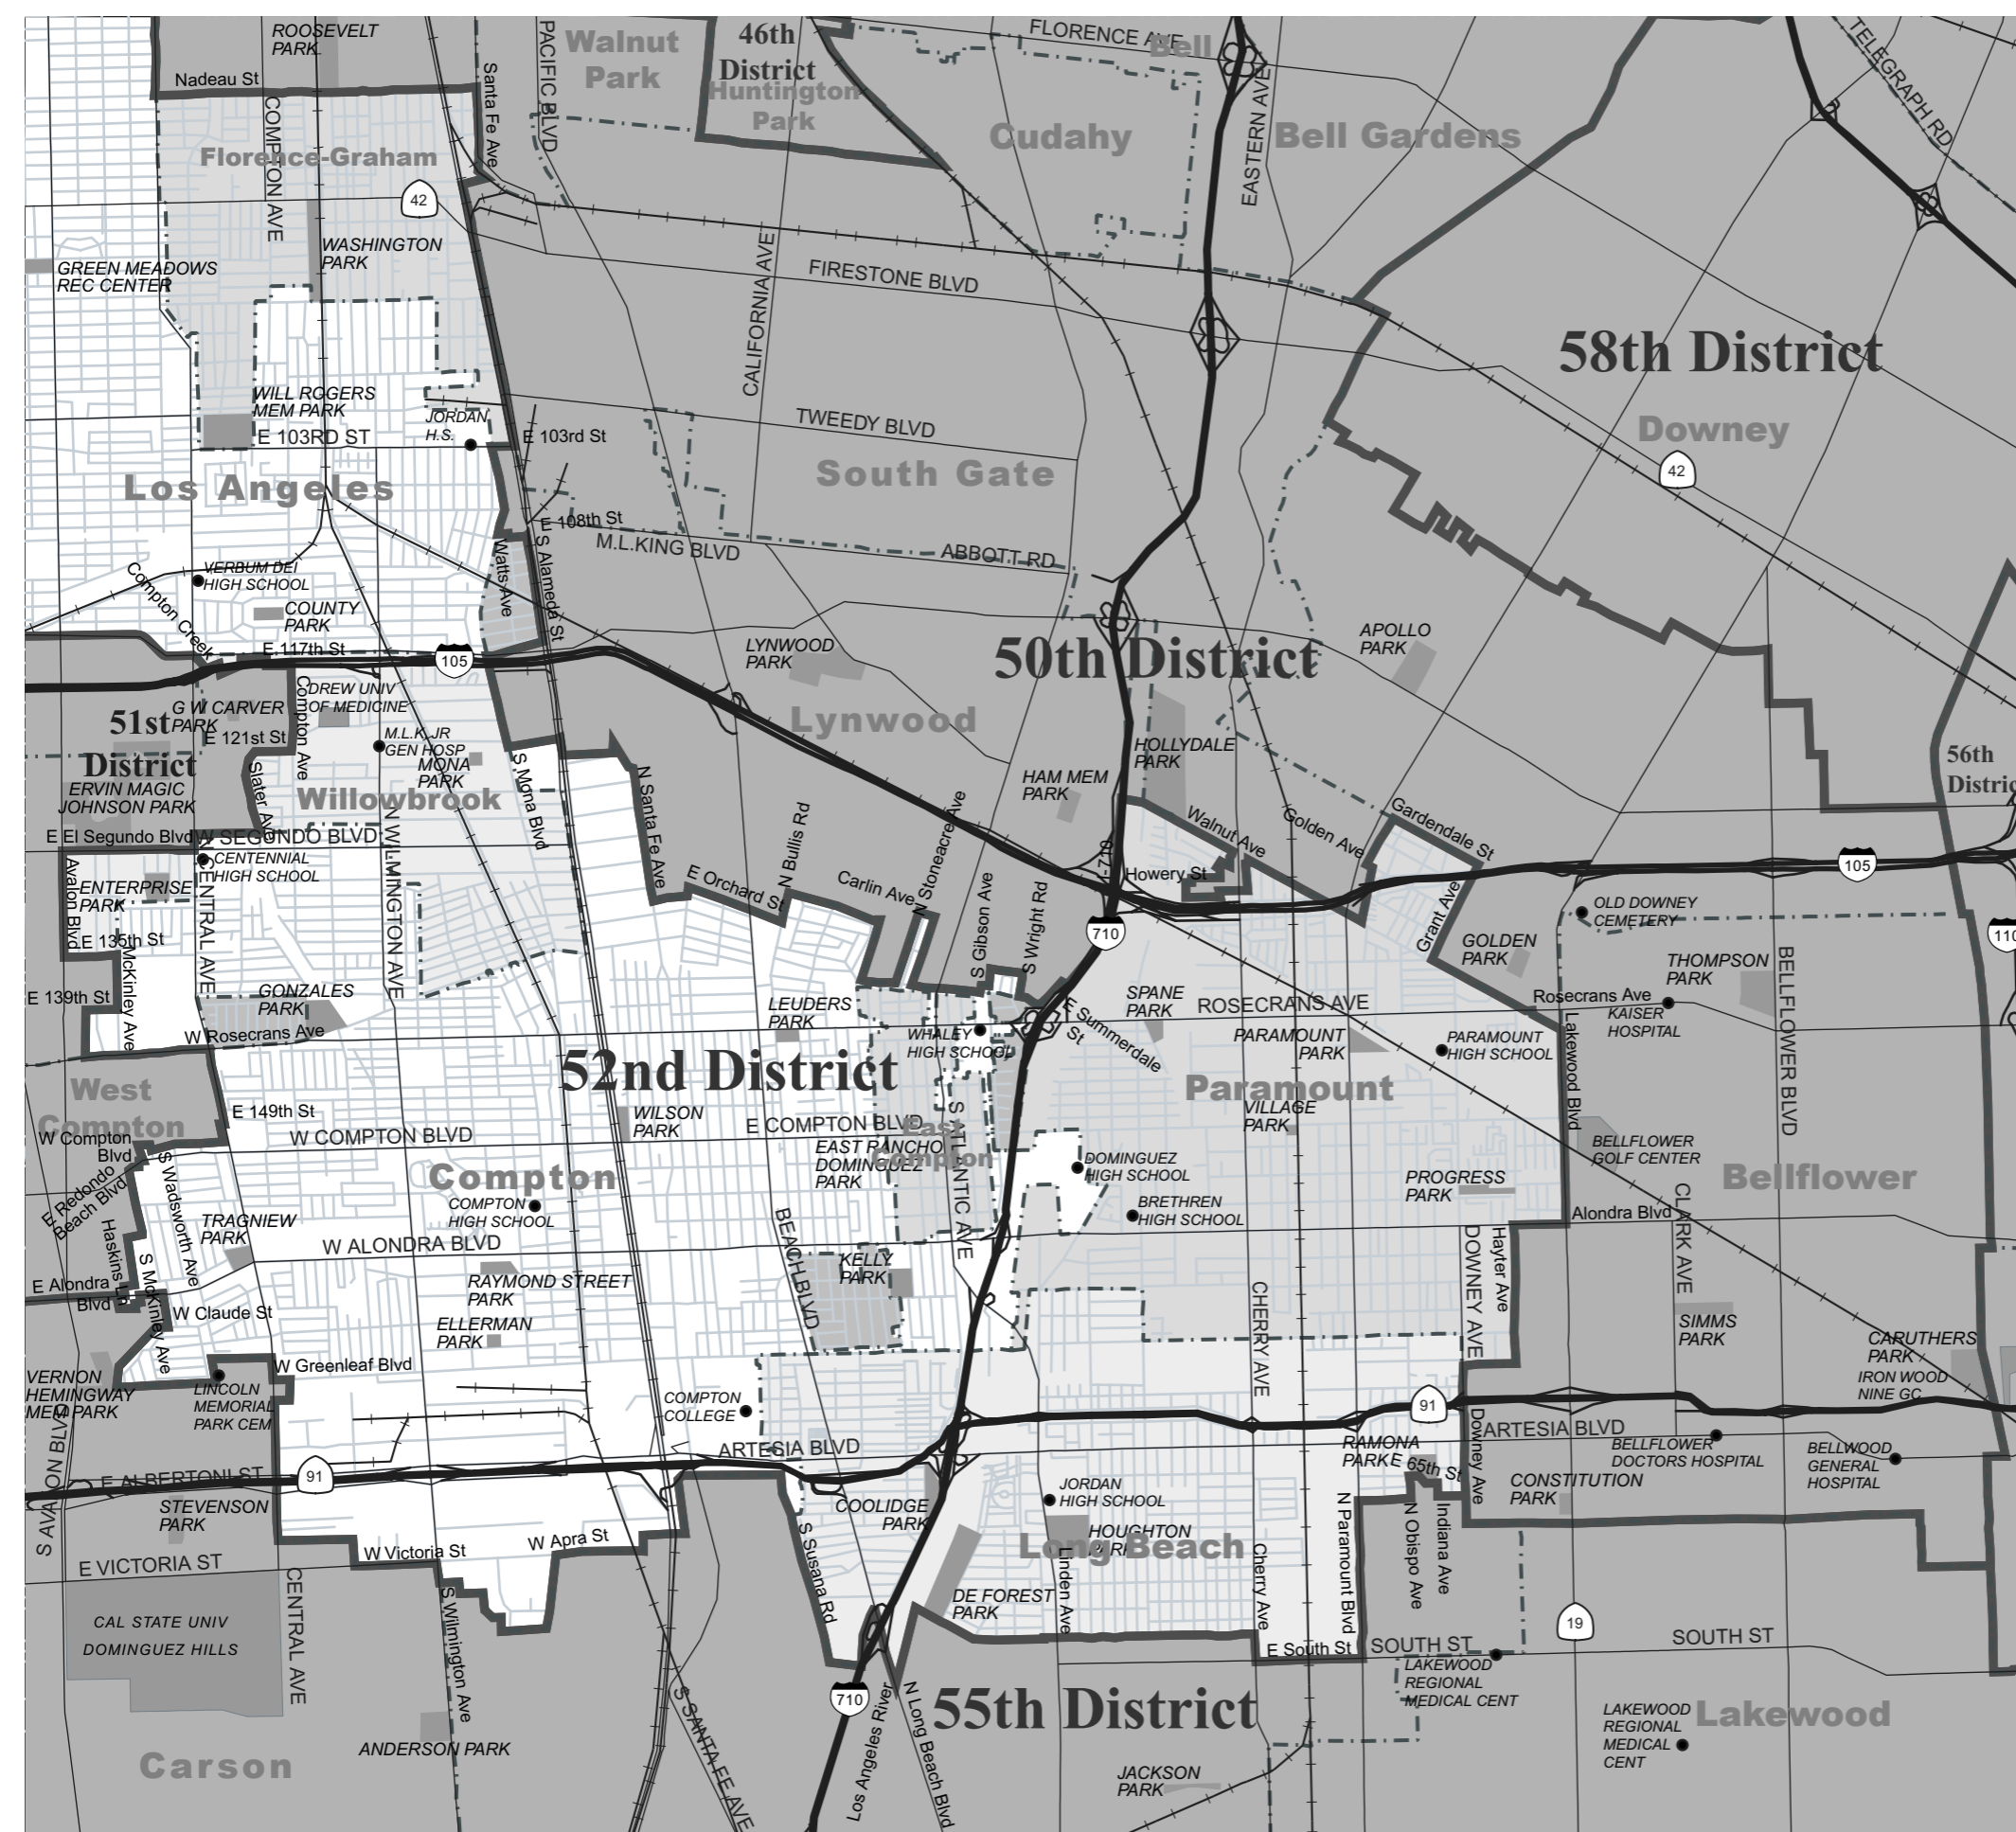 ROOSEVELT
PARK
PACIFIC BLVD
Walnut
Park
46th
District
Huntington
Park
FLORENCE AVE
Bell
TELEGRAPH RD
Nadeau St
COMPTON AVE
Santa Fe Ave
Cudahy
EASTERN AVE
Bell Gardens
Florence-Graham
42
WASHINGTON
PARK
GREEN MEADOWS
REC CENTER
CALIFORNIA AVE
FIRESTONE BLVD
58th District
Downey
42
WILL ROGERS
MEM PARK
JORDAN
H.S.
E 103RD ST
E 103rd St
TWEEDY BLVD
South Gate
Los Angeles
E 108th St
M.L.KING BLVD
ABBOTT RD
Watts Ave
S Alameda St
VERBUM DEI
HIGH SCHOOL
Compton Creek
COUNTY
PARK
E 117th St
105
LYNWOOD
PARK
50th District
APOLLO
PARK
DREW UNIV
OF MEDICINE
Compton Ave
G W CARVER
PARK
51st
District
E 121st St
M.L.K, JR
GEN HOSP
MONA
PARK
Lynwood
HOLLYDALE
PARK
56th
Distric
ERVIN MAGIC
JOHNSON PARK
Slater Ave
Willowbrook
S Mona Blvd
N Santa Fe Ave
HAM MEM
PARK
Walnut Ave
Golden Ave
Gardendale St
E El Segundo Blvd
W SEGUNDO BLVD
N WILMINGTON AVE
N Bullis Rd
N Stoneacre Ave
CENTENNIAL
HIGH SCHOOL
N CENTRAL AVE
Avalon Blvd
ENTERPRISE
PARK
E Orchard St
Carlin Ave
S Gibson Ave
S Wright Rd
I-710
Howery St
105
710
Grant Ave
OLD DOWNEY
CEMETERY
110
E 135th St
McKinley Ave
GOLDEN
PARK
THOMPSON
PARK
BELLFLOWER BLVD
E 139th St
GONZALES
PARK
W Rosecrans Ave
LEUDERS
PARK
WHALEY
HIGH SCHOOL
E Summerdale
St
SPANE
PARK
ROSECRANS AVE
Rosecrans Ave
KAISER
HOSPITAL
PARAMOUNT
PARK
PARAMOUNT
HIGH SCHOOL
Lakewood Blvd
52nd District
West
Compton
E 149th St
W COMPTON BLVD
WILSON
PARK
E COMPTON BLVD
East
Compton
EAST RANCHO
DOMINGUEZ
PARK
S ATLANTIC AVE
Paramount
VILLAGE
PARK
BELLFLOWER
GOLF CENTER
W Compton
Blvd
E Redondo
Beach Blvd
S Wadsworth Ave
Compton
COMPTON
HIGH SCHOOL
DOMINGUEZ
HIGH SCHOOL
BRETHREN
HIGH SCHOOL
PROGRESS
PARK
Bellflower
CLARK AVE
Alondra Blvd
Haskins Ln
TRAGNIEW
PARK
S McKinley Ave
W ALONDRA BLVD
BEACH BLVD
KELLY
PARK
CHERRY AVE
DOWNEY AVE
Hayter Ave
E Alondra
Blvd
W Claude St
RAYMOND STREET
PARK
ELLERMAN
PARK
SIMMS
PARK
CARUTHERS
PARK
IRON WOOD
NINE GC
VERNON
HEMINGWAY
MEM PARK
LINCOLN
MEMORIAL
PARK CEM
W Greenleaf Blvd
COMPTON
COLLEGE
91
S AVALON BLVD
E ALBERTONI ST
91
ARTESIA BLVD
ARTESIA BLVD
RAMONA
PARK
E 65th St
Downey Ave
BELLFLOWER
DOCTORS HOSPITAL
BELLWOOD
GENERAL
HOSPITAL
STEVENSON
PARK
COOLIDGE
PARK
JORDAN
HIGH SCHOOL
HOUGHTON
PARK
Long Beach
CONSTITUTION
PARK
N Paramount Blvd
N Obispo Ave
Indiana Ave
E VICTORIA ST
W Victoria St
W Apra St
S Susana Rd
DE FOREST
PARK
Linden Ave
Cherry Ave
CAL STATE UNIV
DOMINGUEZ HILLS
CENTRAL AVE
S Wilmington Ave
19
E South St
SOUTH ST
SOUTH ST
LAKEWOOD
REGIONAL
MEDICAL CENT
710
Los Angeles River
N Long Beach Blvd
55th District
S SANTA FE AVE
LAKEWOOD
REGIONAL
MEDICAL
CENT
Lakewood
Carson
ANDERSON PARK
JACKSON
PARK